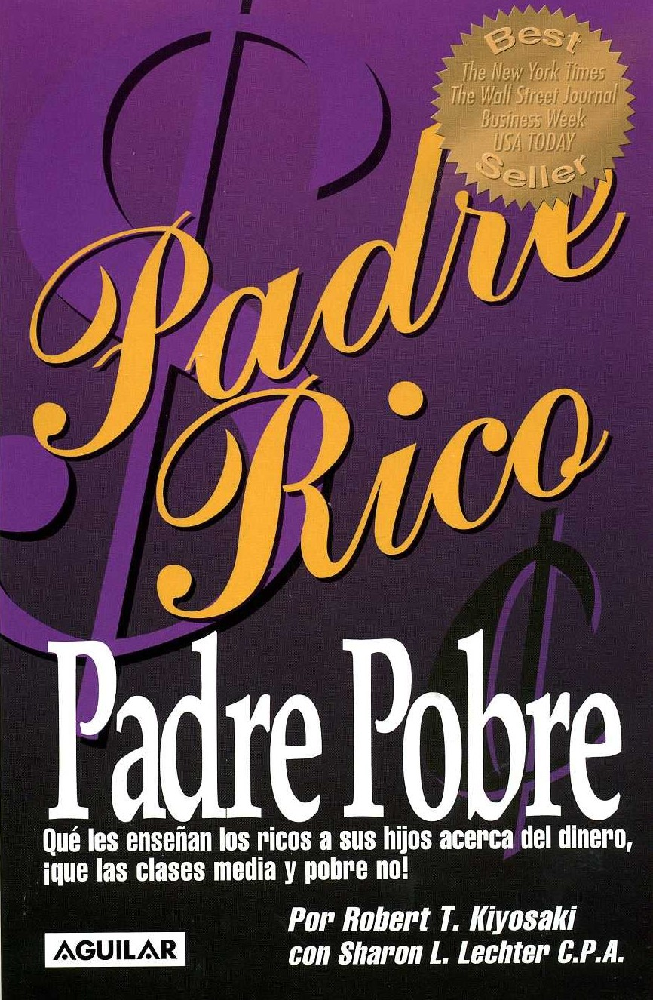 Best
The New York Times
The Wall Street Journal
Business Week
USA TODAY
Seller
Padre
Rico
Padre Pobre
Qué les enseñan los ricos a sus hijos acerca del dinero,
¡que las clases media y pobre no!
Por Robert T. Kiyosaki
con Sharon L. Lechter C.P.A.
AGUILAR